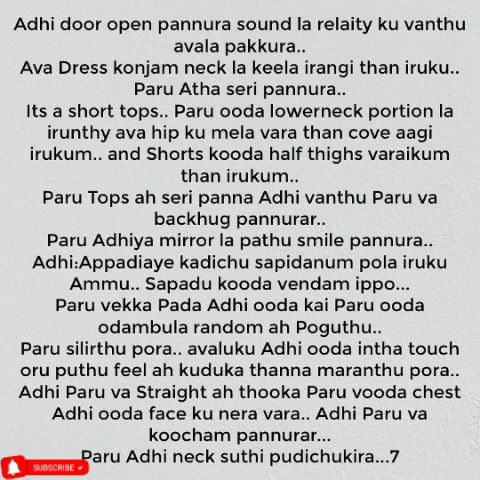 Adhi door open pannura sound la relaity ku vanthu
avala pakkura..
Ava Dress konjam neck la keela irangi than iruku..
Paru Atha seri pannura..
Its a short tops.. Paru ooda lowerneck portion la
irunthy ava hip ku mela vara than cove aagi
irukum.. and Shorts kooda half thighs varaikum
than irukum..
Paru Tops ah seri panna Adhi vanthu Paru va
backhug pannurar..
Paru Adhiya mirror la pathu smile pannura..
Adhi:Appadiaye kadichu sapidanum pola iruku
Ammu.. Sapadu kooda vendam ippo...
Paru vekka Pada Adhi ooda kai Paru ooda
odambula random ah Poguthu..
Paru silirthu pora.. avaluku Adhi ooda intha touch
oru puthu feel ah kuduka thanna maranthu pora..
Adhi Paru va Straight ah thooka Paru vooda chest
Adhi ooda face ku nera vara.. Adhi Paru va
koocham pannurar...
Paru Adhi neck suthi pudichukira...7
SUBSCRIBE